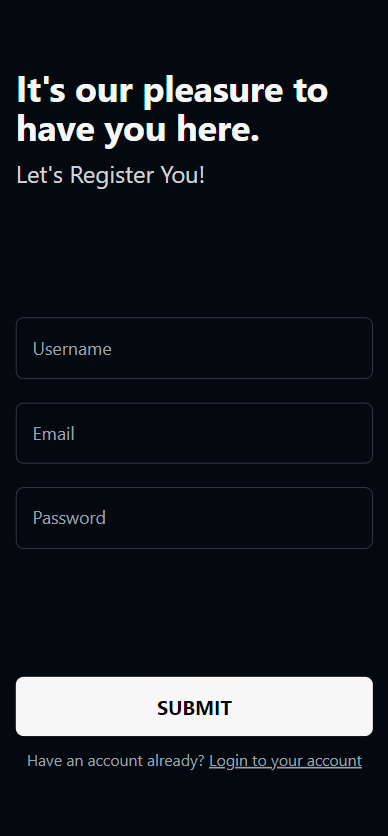 It's our pleasure to
have you here.
Let's Register You!
Username
Email
Password
SUBMIT
Have an account already? Login to your account